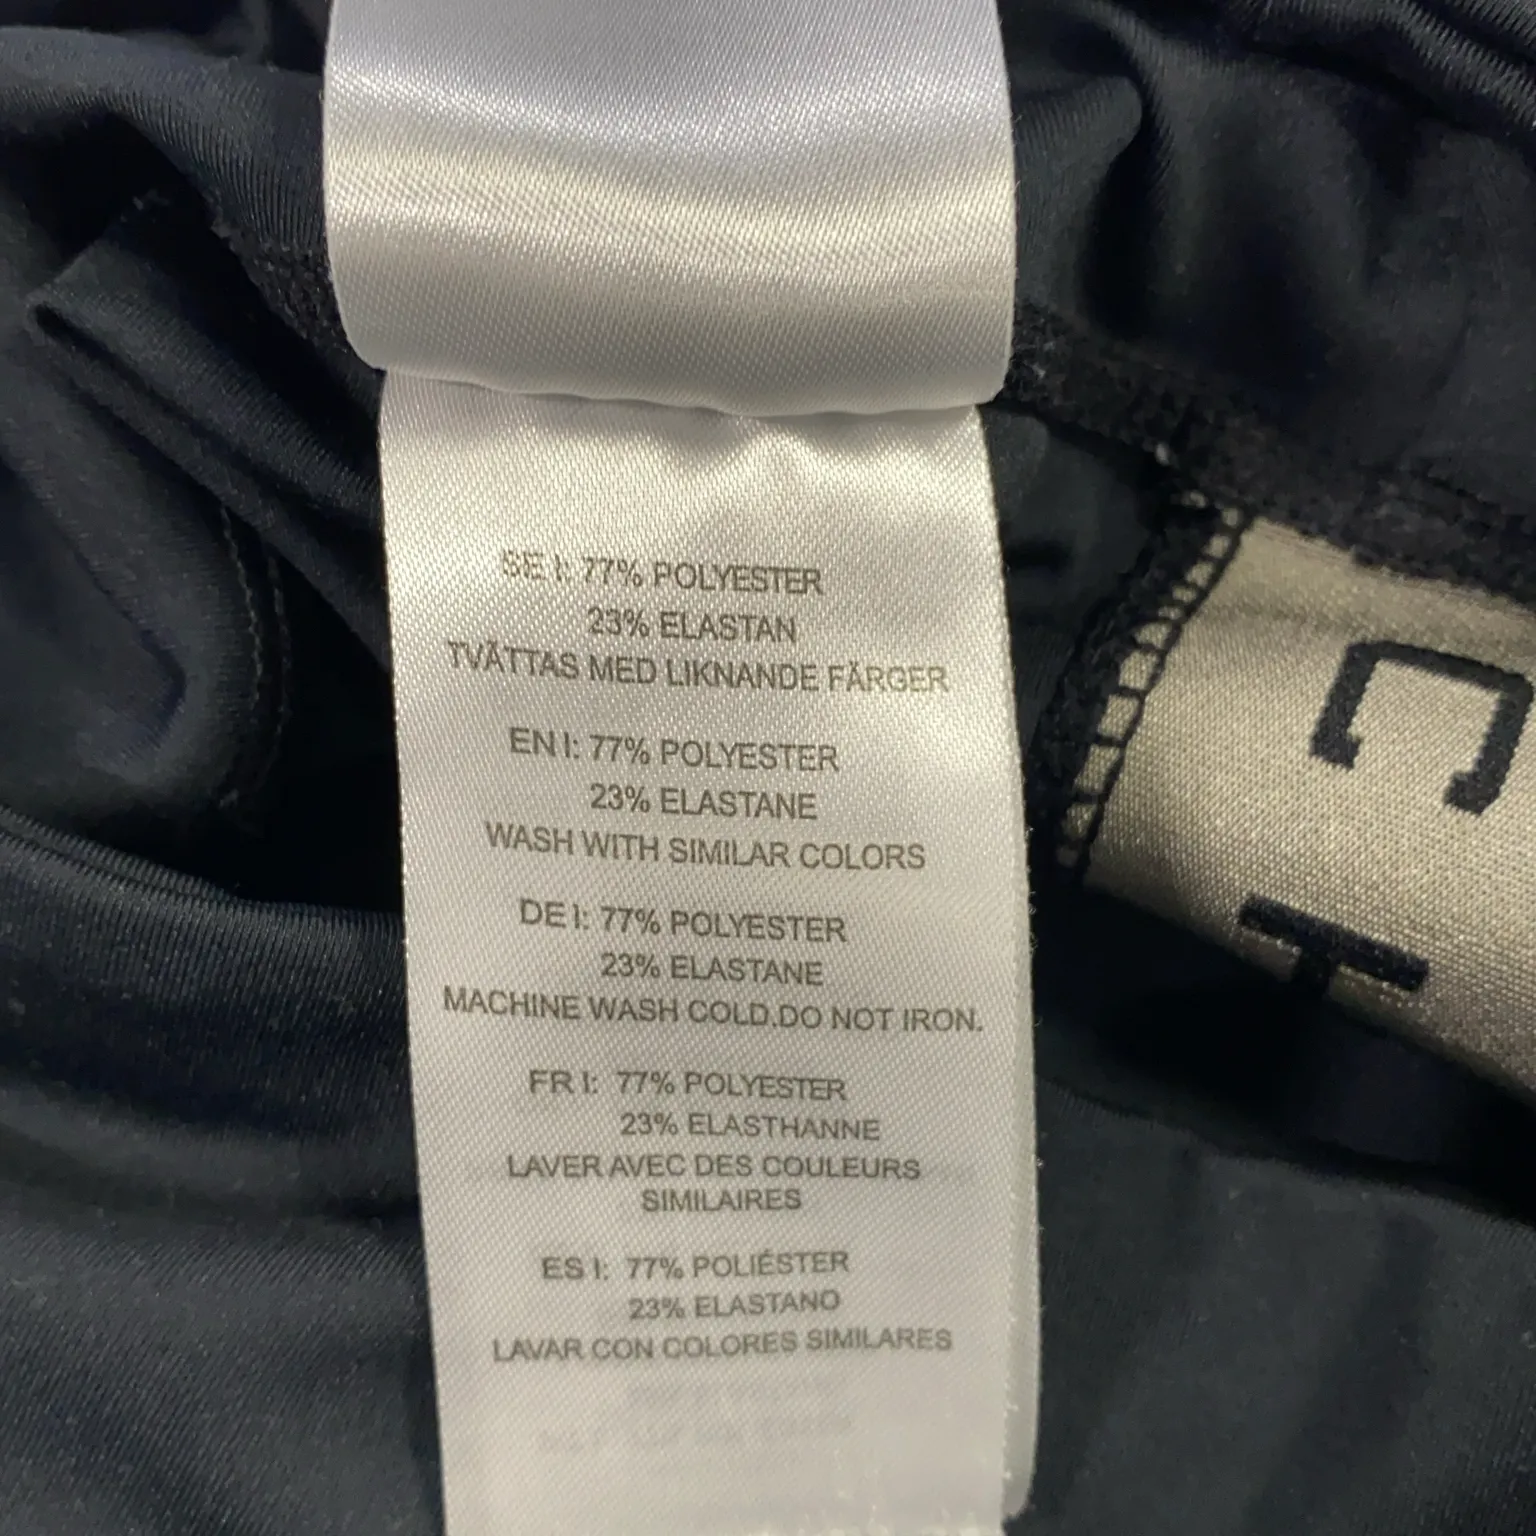 SE I: 77% POLYESTER
23% ELASTAN
TVÄTTAS MED LIKNANDE FÄRGER
EN I: 77% POLYESTER
23% ELASTANE
WASH WITH SIMILAR COLORS
DE I: 77% POLYESTER
23% ELASTANE
MACHINE WASH COLD.DO NOT IRON.
FR I: 77% POLYESTER
23% ELASTHANNE
LAVER AVEC DES COULEURS
SIMILAIRES
ES I: 77% POLIÉSTER
23% ELASTANO
LAVAR CON COLORES SIMILARES